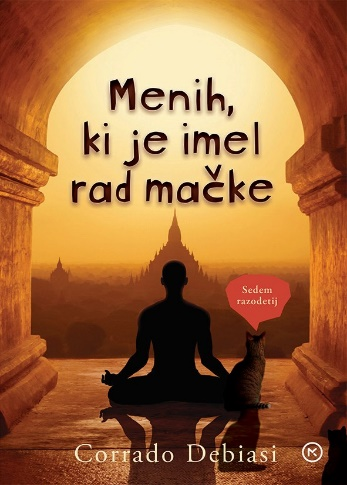 Menih,
ki je imel
rad mačke
Sedem
razodetij
Corrado Debiasi